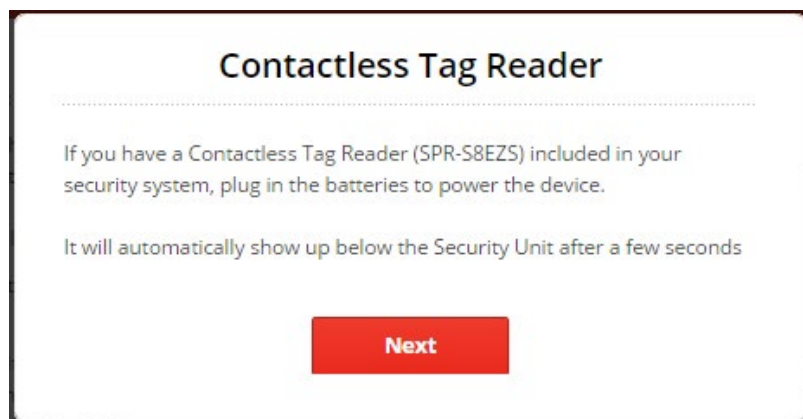 Contactless Tag Reader
If you have a Contactless Tag Reader (SPR-S8EZS) included in your
security system, plug in the batteries to power the device.
It will automatically show up below the Security Unit after a few seconds
Next